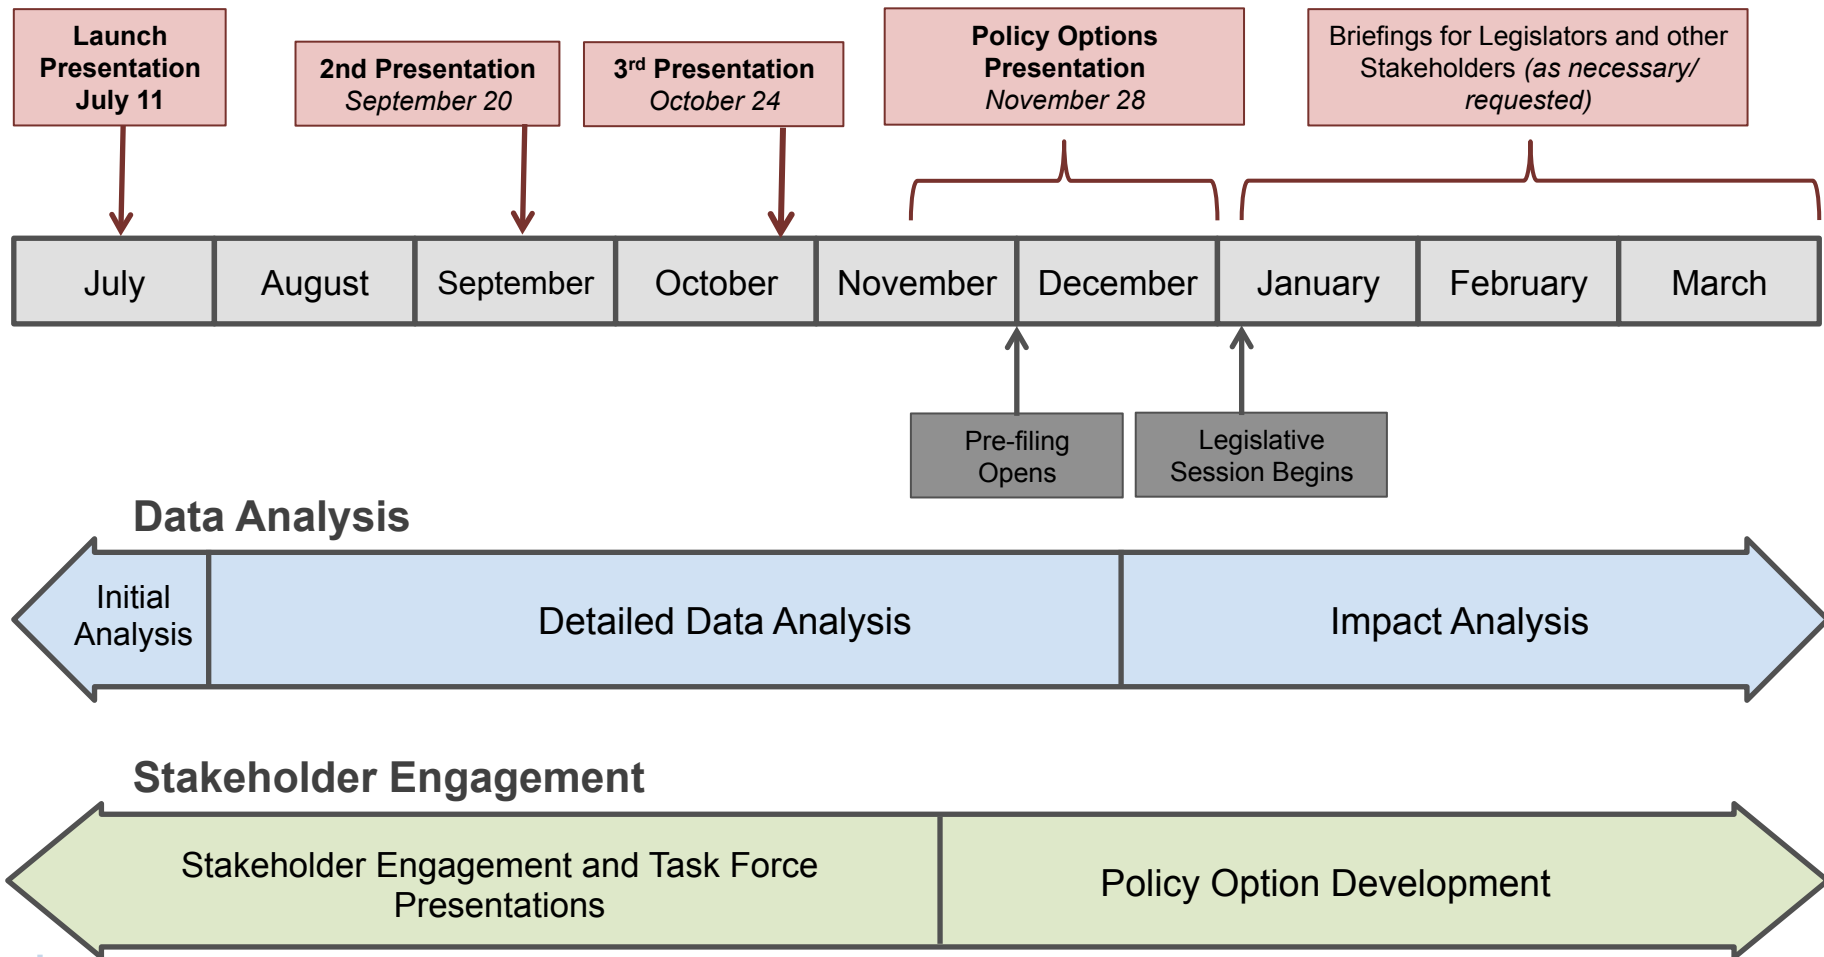 Launch
Presentation
July 11
2nd Presentation
September 20
3rd Presentation
October 24
Policy Options
Presentation
November 28
Briefings for Legislators and other
Stakeholders (as necessary/
requested)
July
August
September
October
November
December
January
February
March
Pre-filing
Opens
Legislative
Session Begins
Data Analysis
Initial
Analysis
Detailed Data Analysis
Impact Analysis
Stakeholder Engagement
Stakeholder Engagement and Task Force
Presentations
Policy Option Development